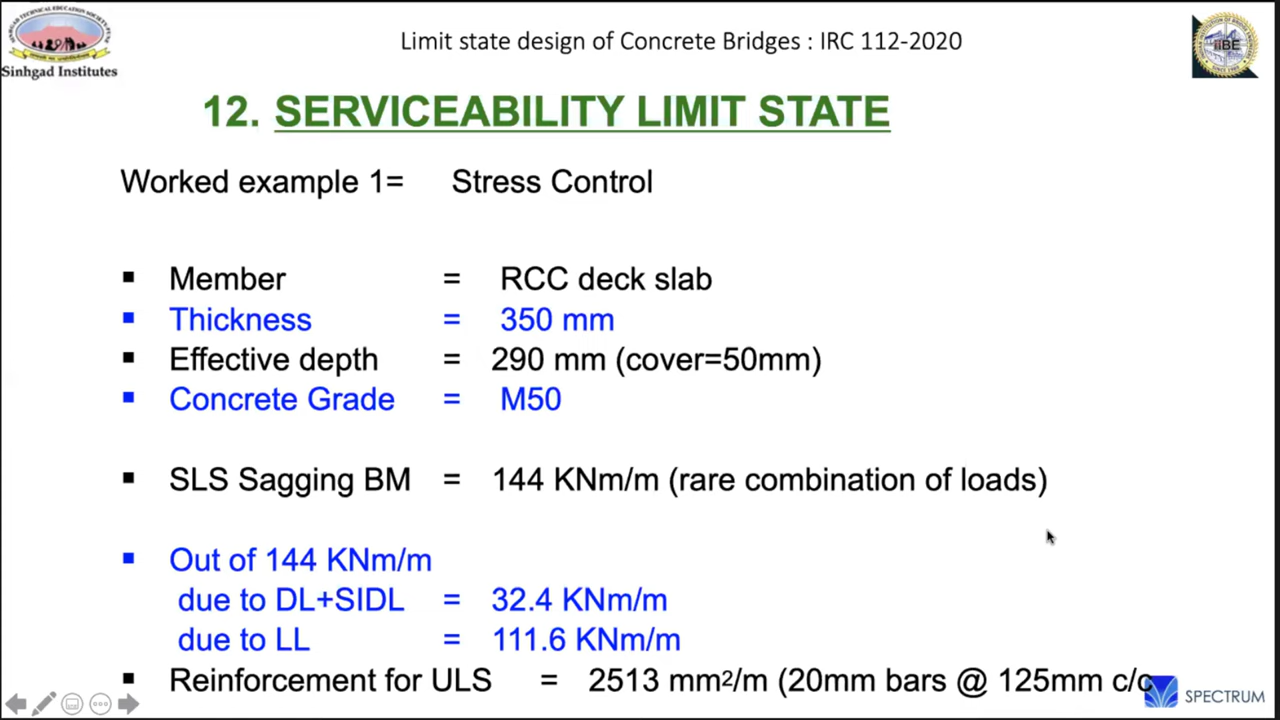 Limit state design of Concrete Bridges : IRC 112-2020
Sinhgad Institutes
iiBE
12. SERVICEABILITY LIMIT STATE
Worked example 1= Stress Control
▪ Member = RCC deck slab
▪ Thickness = 350 mm
▪ Effective depth = 290 mm (cover=50mm)
▪ Concrete Grade = M50
▪ SLS Sagging BM = 144 KNm/m (rare combination of loads)
▪ Out of 144 KNm/m
due to DL+SIDL = 32.4 KNm/m
due to LL = 111.6 KNm/m
▪ Reinforcement for ULS = 2513 mm2/m (20mm bars @ 125mm c/c
SPECTRUM